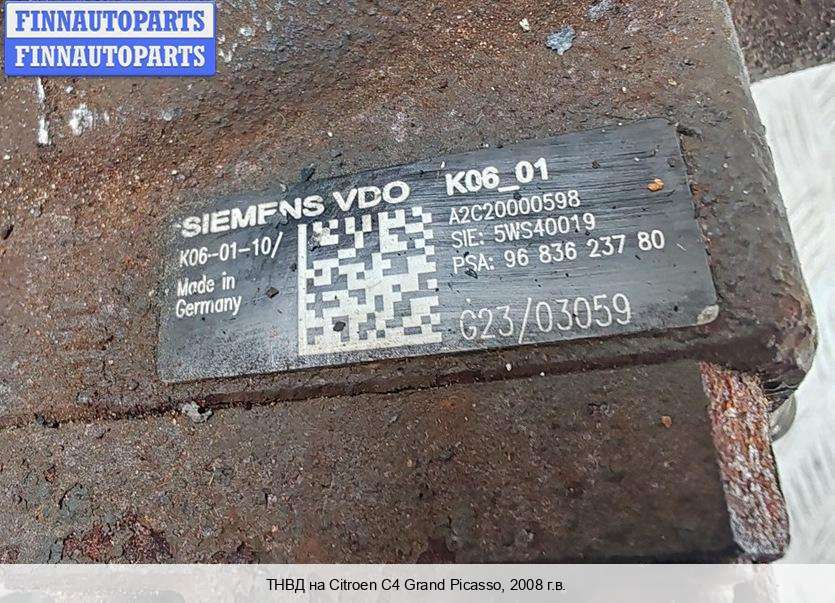 FINNAUTOPARTS
FINNAUTOPARTS
SIEMENS VDO
K06-01-10/
Made in
Germany
K06_01
A2C20000598
SIE: 5WS40019
PSA: 96 836 237 80
G23/03059
ТНВД на Citroen C4 Grand Picasso, 2008 г.в.